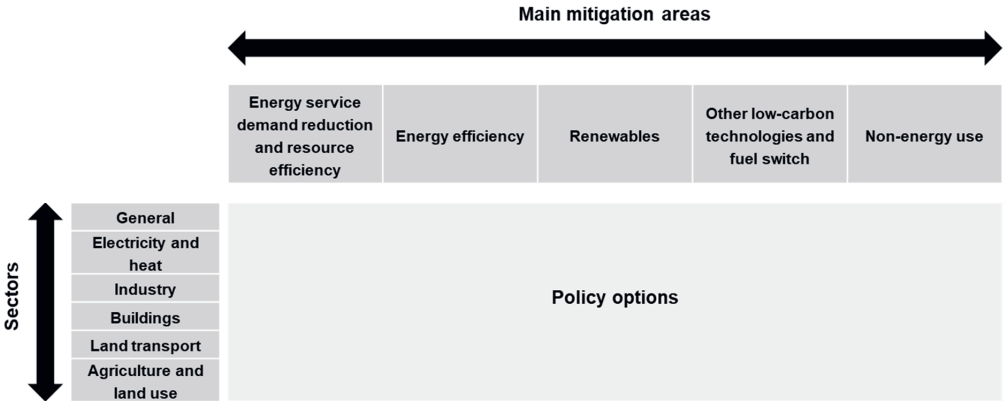 Main mitigation areas
Energy service
demand reduction
and resource
efficiency
Energy efficiency
Renewables
Other low-carbon
technologies and
fuel switch
Non-energy use
Sectors
General
Electricity and
heat
Industry
Buildings
Land transport
Agriculture and
land use
Policy options